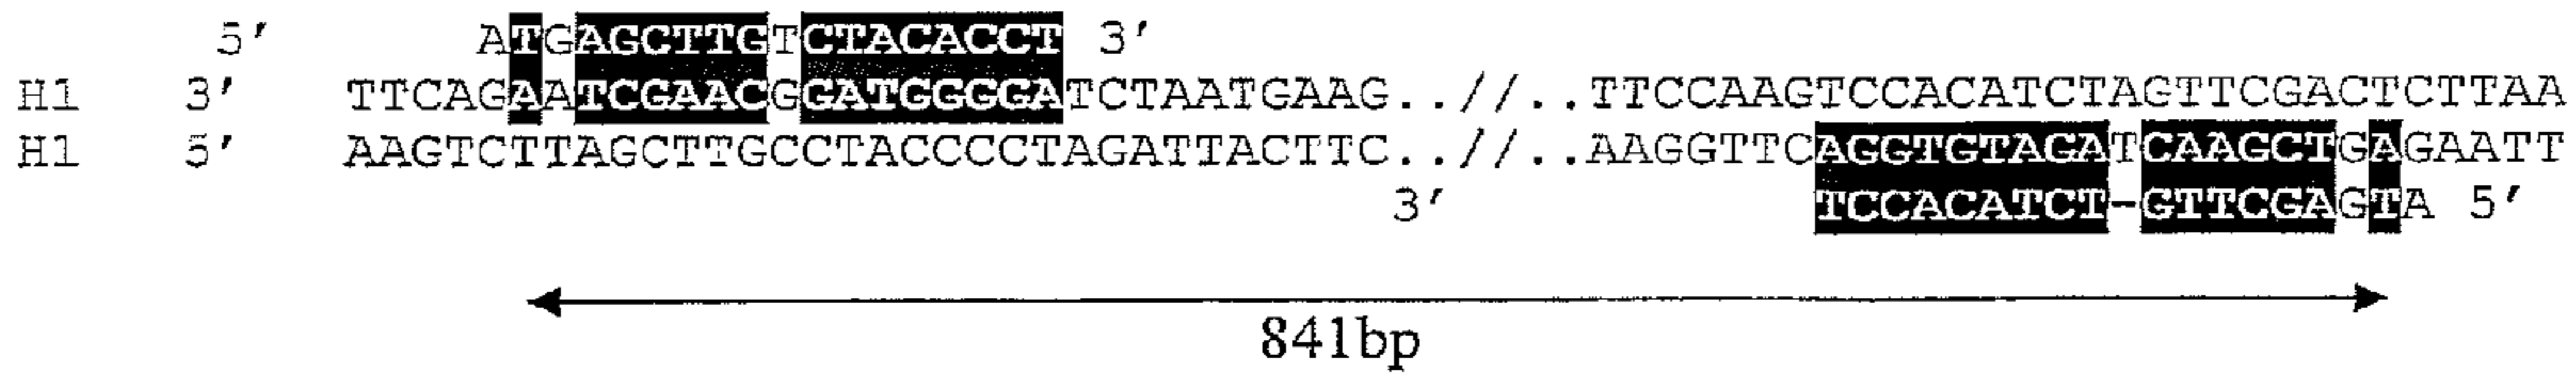 5′ ATGAGCTTGTCTACACCT 3′
H1 3′ TTCAGAATCGAACGGATGGGGATCTAATGAAG..//..TTCCAAGTCCACATCTAGTTCGACTCTTAA
H1 5′ AAGTCTTAGCTTGCCTACCCCTAGATTACTTC..//..AAGGTTCAGGTGTAGATCAAGCTGAGAATT
3′ TCCACATCT-GTTCGAGTA 5′
841bp